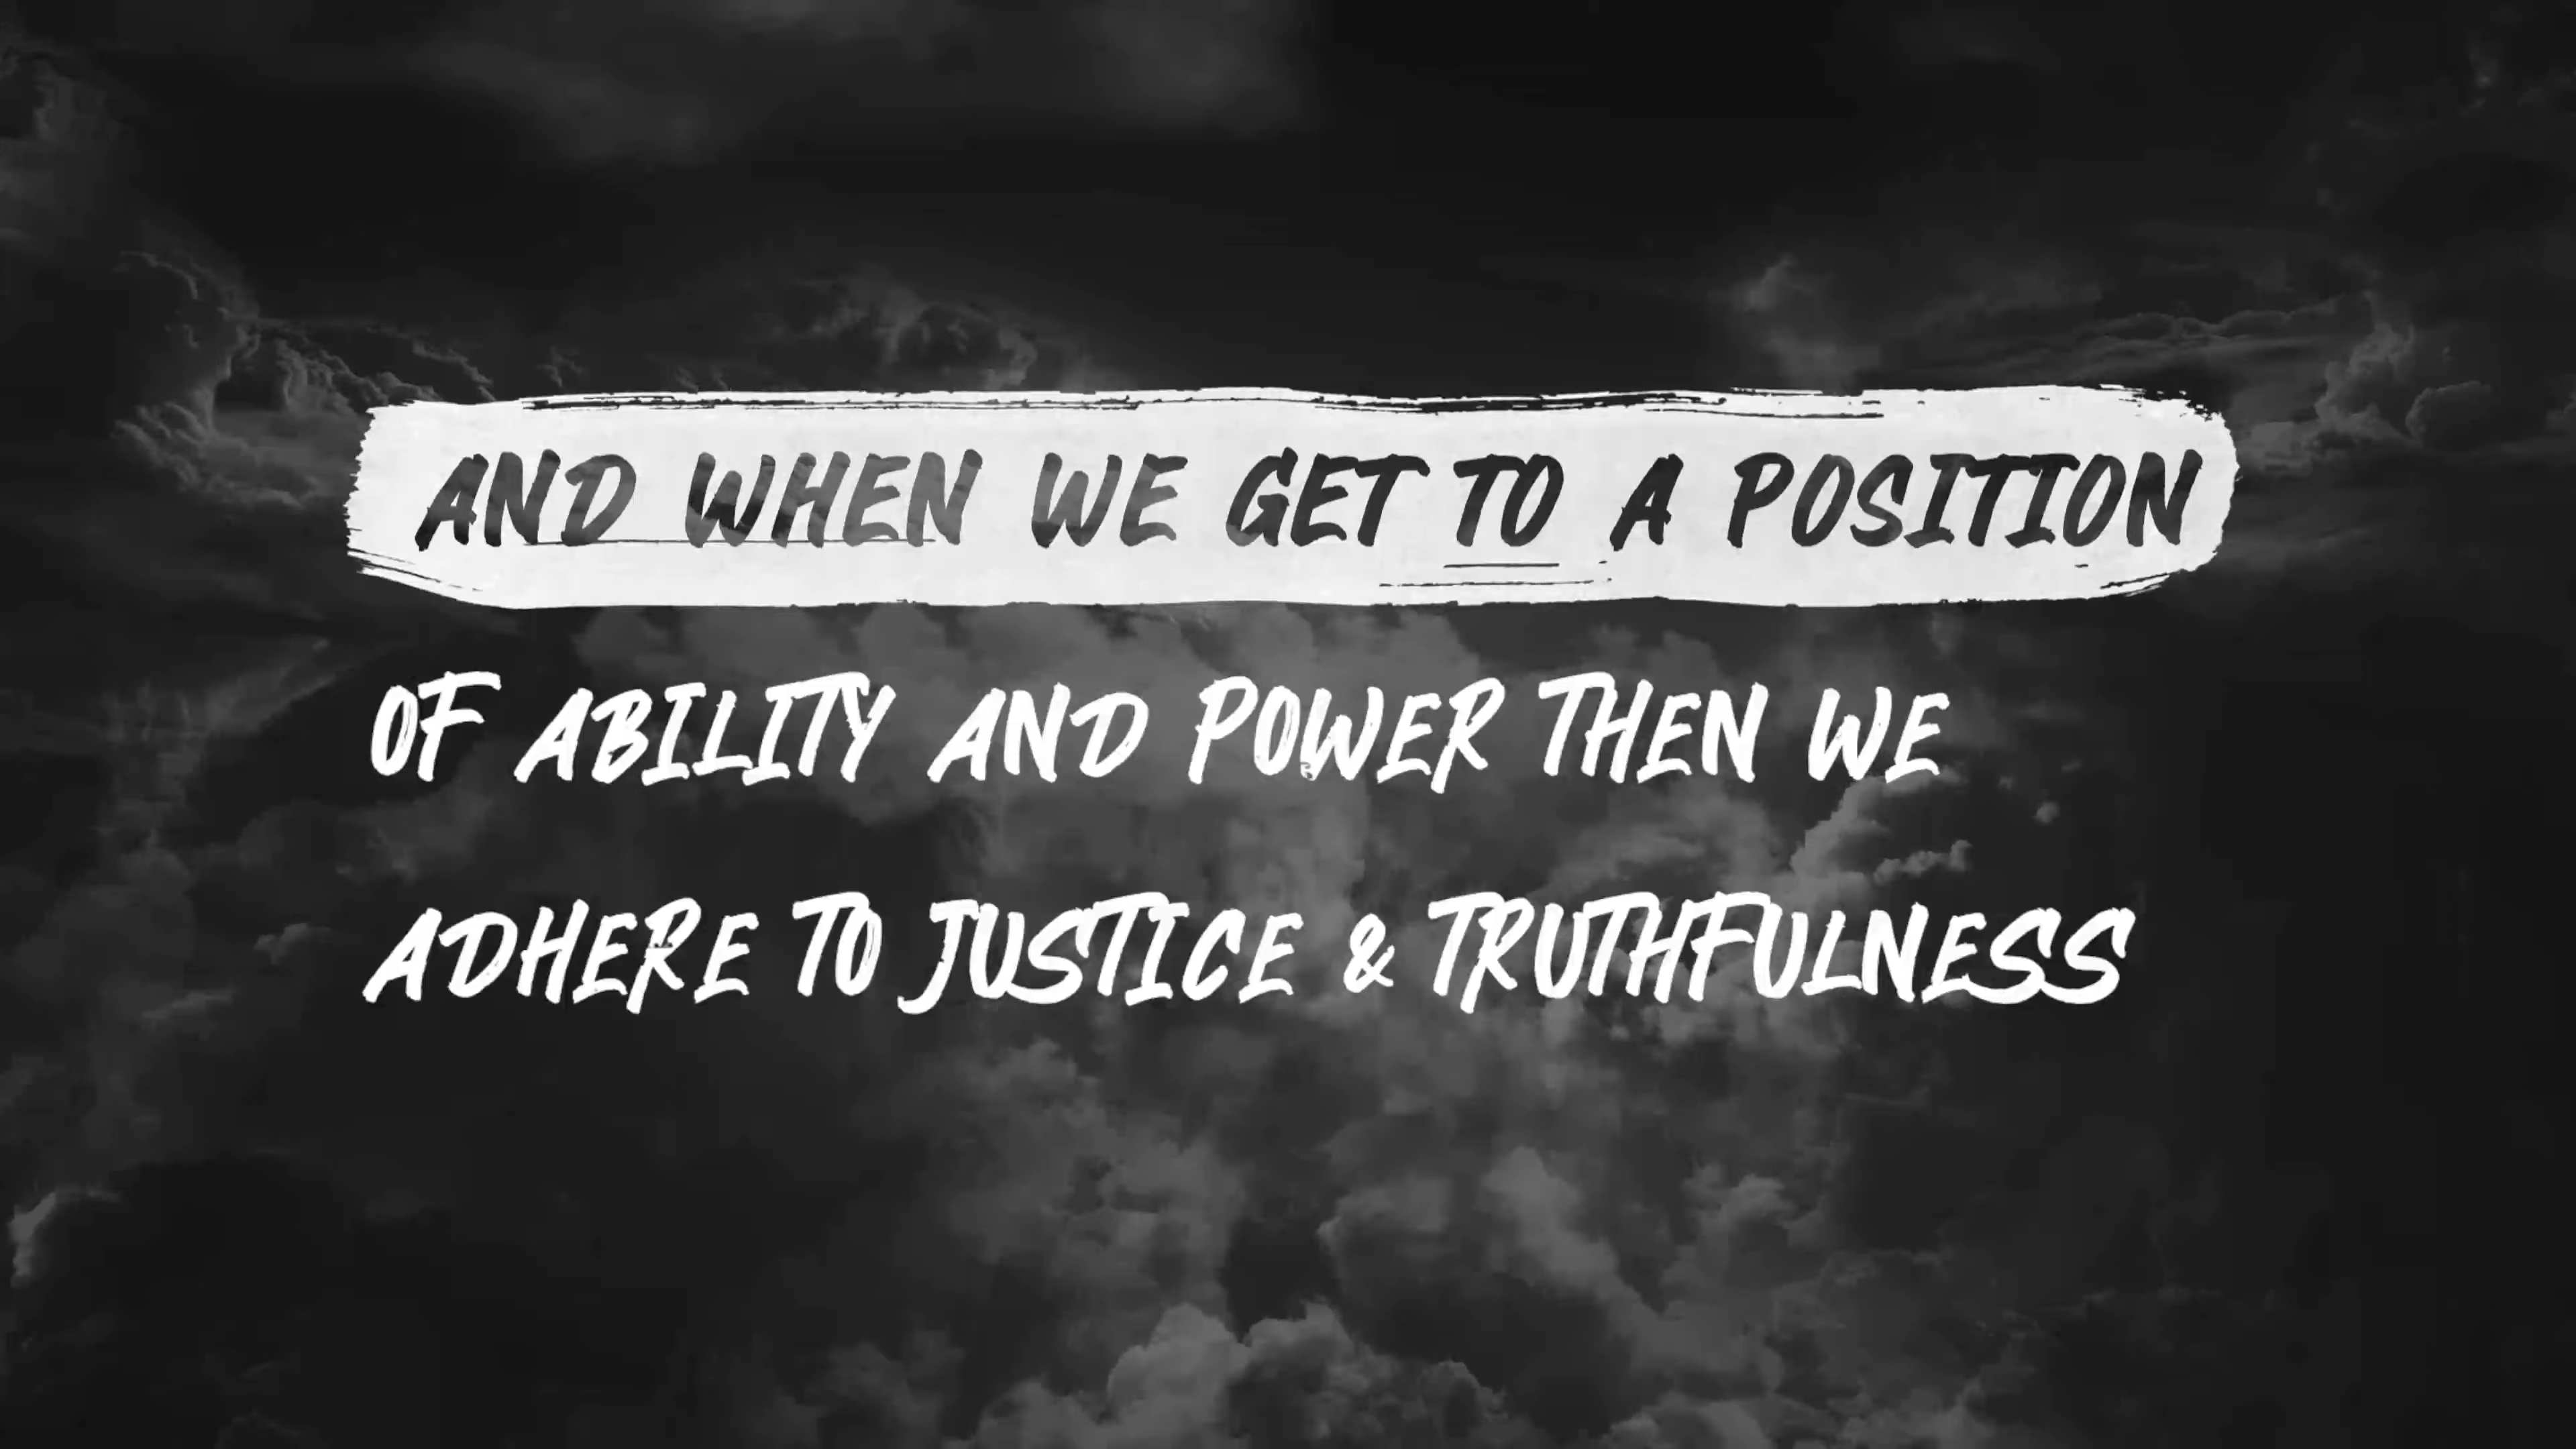 AND WHEN WE GET TO A POSITION
OF ABILITY AND POWER THEN WE
ADHERE TO JUSTICE & TRUTHFULNESS